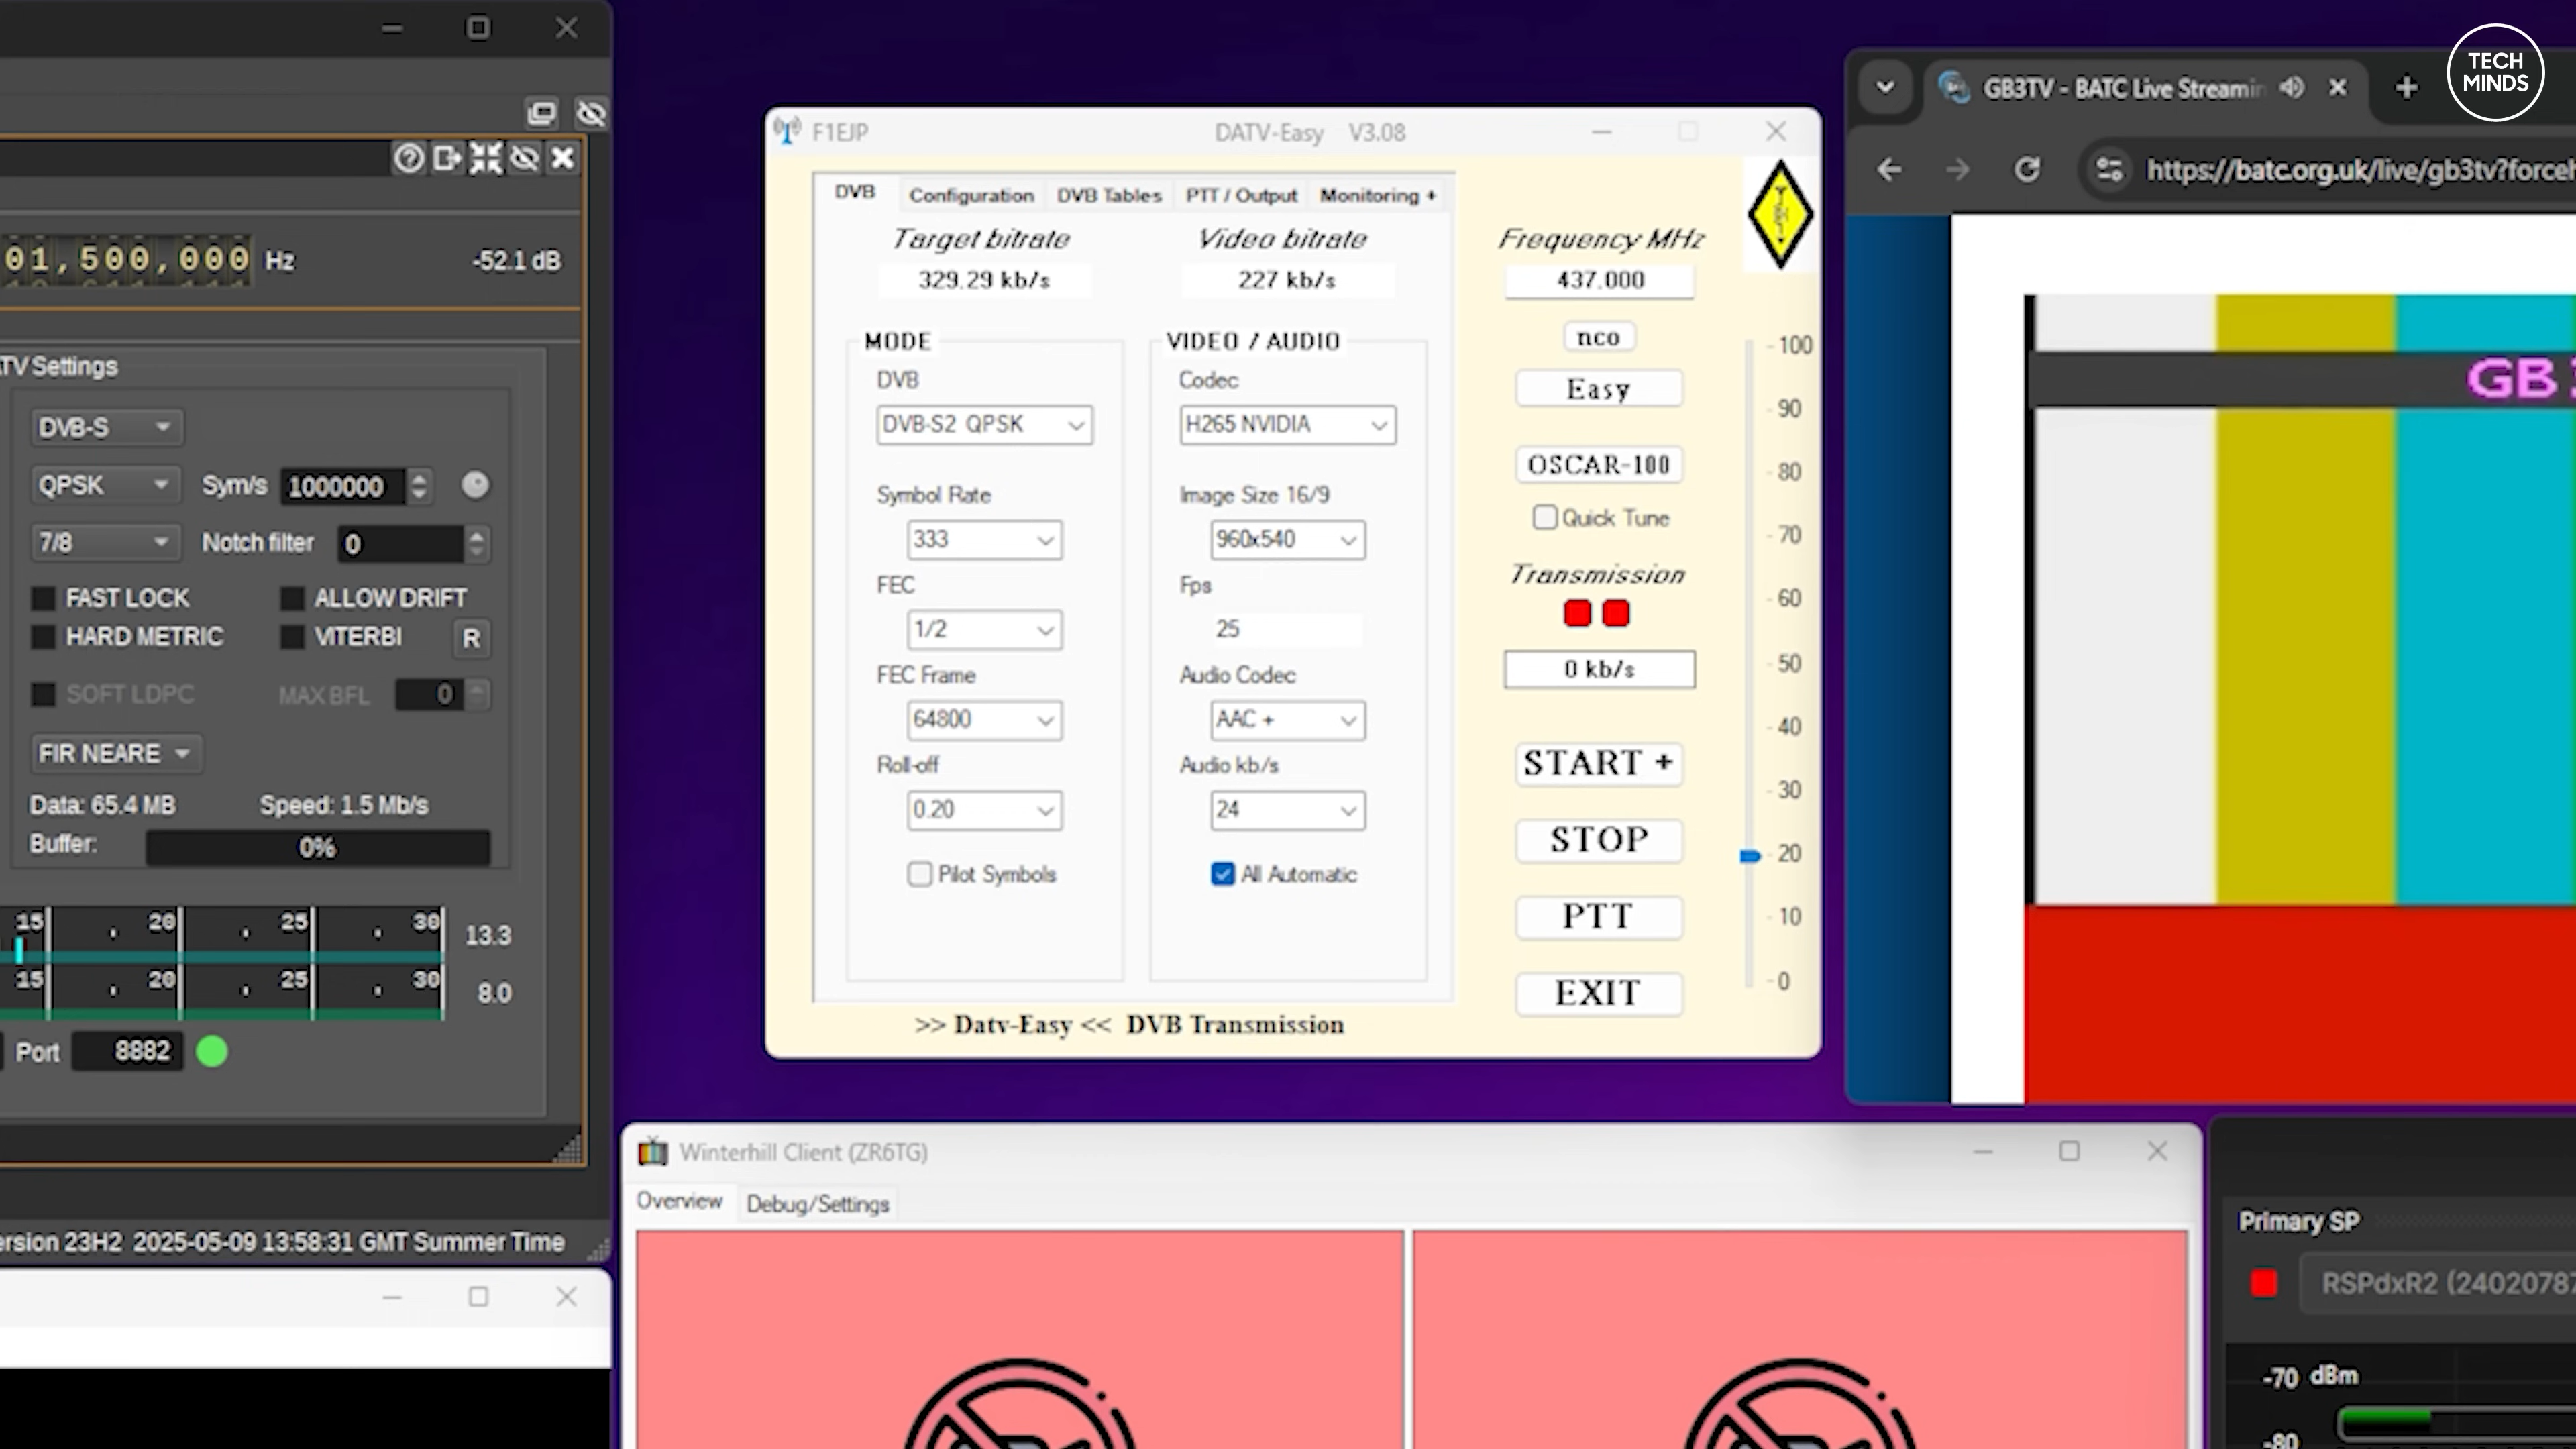 01,500,000 Hz
-52.1 dB
TV Settings
DVB-S
QPSK
Sym/s
1000000
7/8
Notch filter
0
FAST LOCK
ALLOW DRIFT
HARD METRIC
VITERBI
R
SOFT LDPC
MAX BFL
0
FIR NEARE
Data: 65.4 MB
Speed: 1.5 Mb/s
Buffer:
0%
15 . 20 . 25 . 30
13.3
15 . 20 . 25 . 30
8.0
Port
8882
ersion 23H2 2025-05-09 13:58:31 GMT Summer Time
F1EJP
DATV-Easy V3.08
DVB
Configuration
DVB Tables
PTT / Output
Monitoring +
Target bitrate
Video bitrate
329.29 kb/s
227 kb/s
MODE
DVB
DVB-S2 QPSK
Symbol Rate
333
FEC
1/2
FEC Frame
64800
Roll-off
0.20
Pilot Symbols
VIDEO / AUDIO
Codec
H265 NVIDIA
Image Size 16/9
960x540
Fps
25
Audio Codec
AAC +
Audio kb/s
24
All Automatic
>> Datv-Easy << DVB Transmission
Frequency MHz
437.000
nco
Easy
OSCAR-100
Quick Tune
Transmission
0 kb/s
START +
STOP
PTT
EXIT
100
90
80
70
60
50
40
30
20
10
0
GB3TV - BATC Live Streamin
TECH
MINDS
https://batc.org.uk/live/gb3tv?forceh
GB
Winterhill Client (ZR6TG)
Overview
Debug/Settings
Primary SP
RSPdxR2 (24020787
-70 dBm
-80